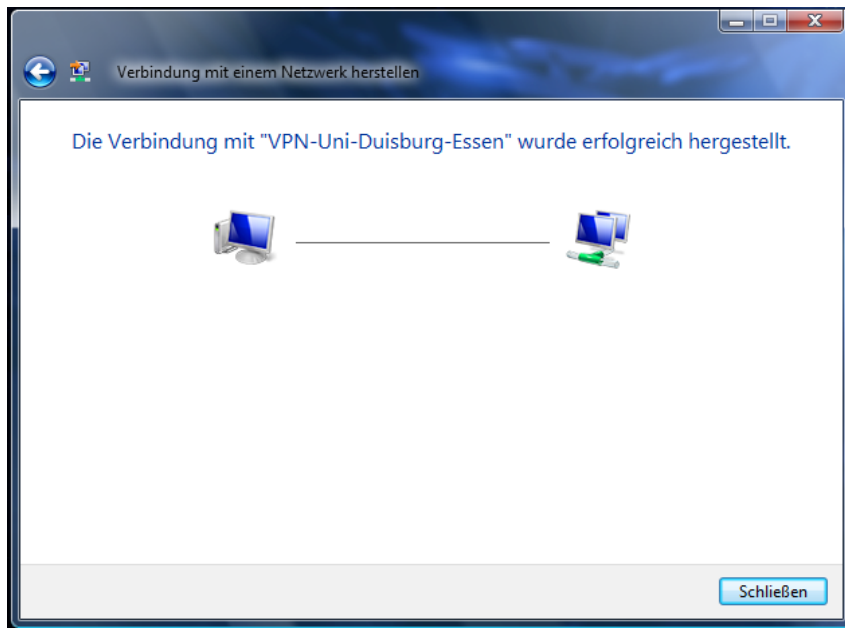 Verbindung mit einem Netzwerk herstellen
Die Verbindung mit "VPN-Uni-Duisburg-Essen" wurde erfolgreich hergestellt.
Schließen